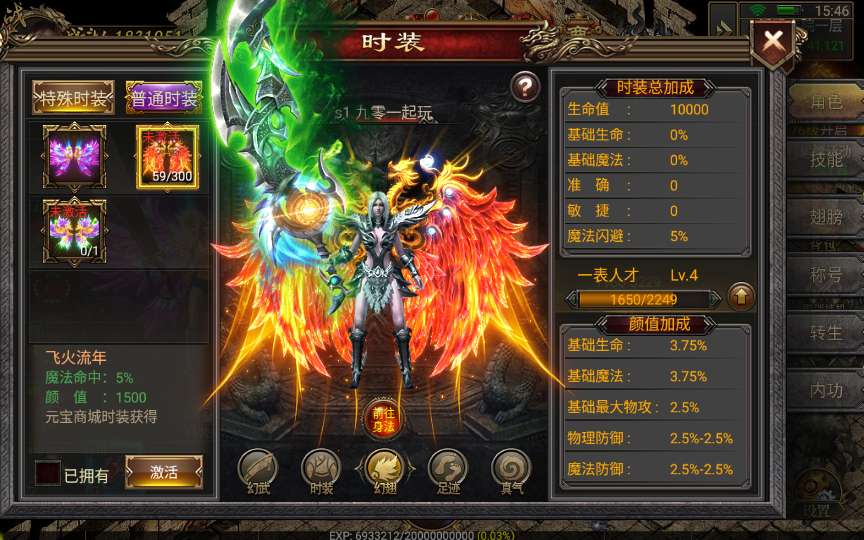 15:46
时装
特殊时装
普通时装
s1 九零一起玩
未激活
59/300
未激活
0/1
飞火流年
魔法命中：5%
颜 值 ：1500
元宝商城时装获得
已拥有
激活
前往
身法
幻武
时装
幻翅
足迹
真气
时装总加成
生命值 ： 10000
基础生命： 0%
基础魔法： 0%
准 确 ： 0
敏 捷 ： 0
魔法闪避： 5%
一表人才 Lv.4
1650/2249
颜值加成
基础生命： 3.75%
基础魔法： 3.75%
基础最大物攻： 2.5%
物理防御： 2.5%-2.5%
魔法防御： 2.5%-2.5%
角色
技能
翅膀
称号
转生
内功
设置
EXP: 6933212/20000000000 (0.03%)